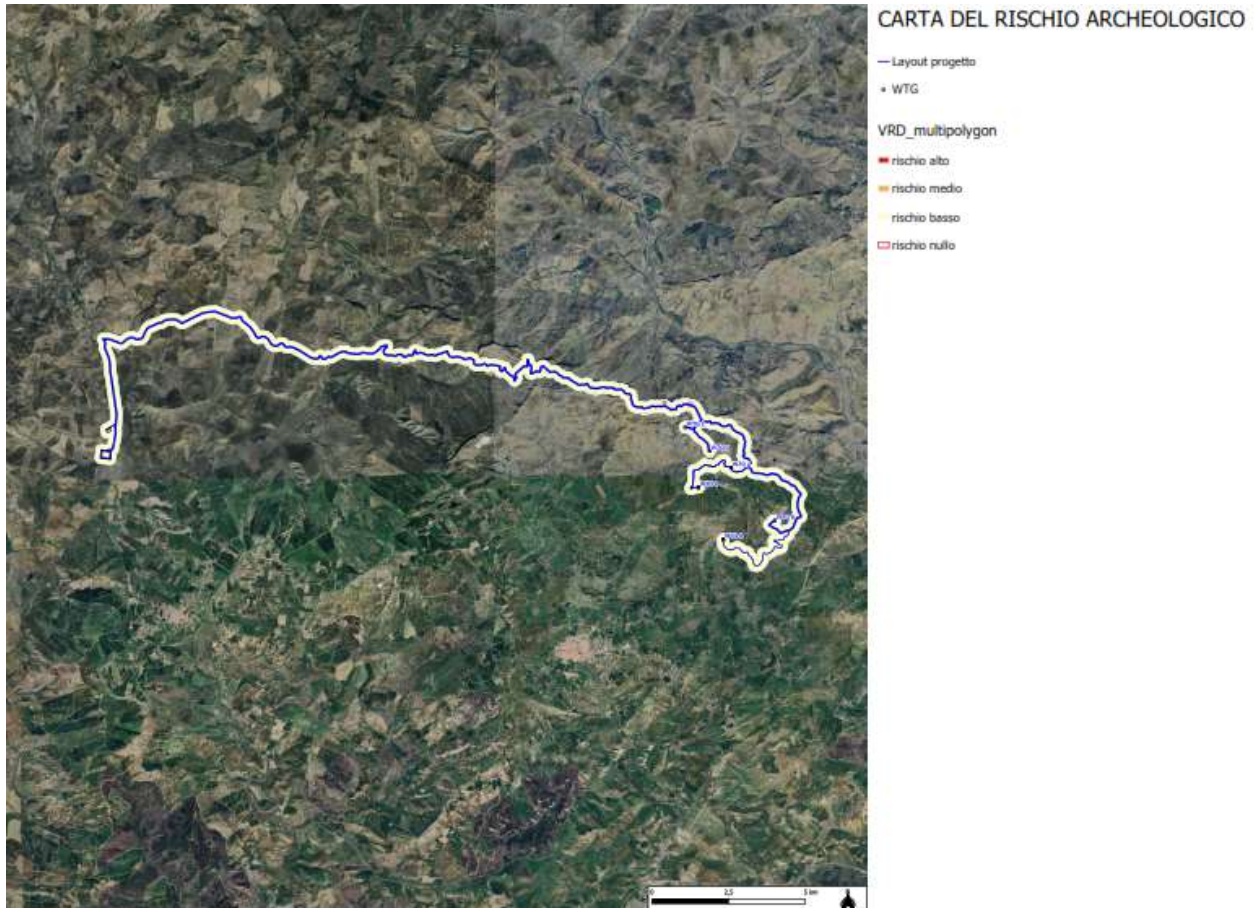 CARTA DEL RISCHIO ARCHEOLOGICO
Layout progetto
WTG
VRD_multipolygon
rischio alto
rischio medio
rischio basso
rischio nullo
0 2,5 5 km